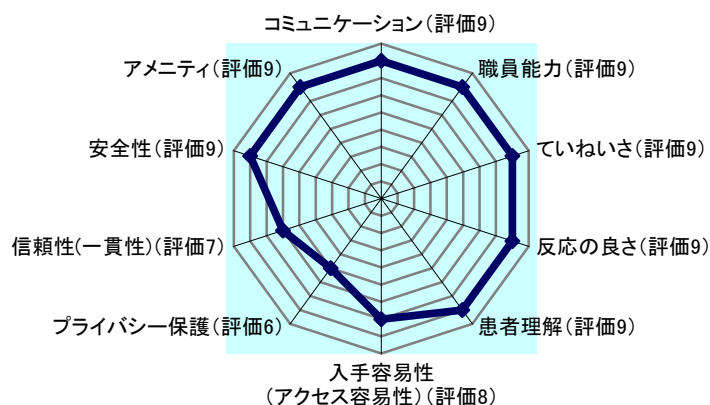 コミュニケーション(評価9)
職員能力(評価9)
ていねいさ(評価9)
反応の良さ(評価9)
患者理解(評価9)
入手容易性
(アクセス容易性)(評価8)
プライバシー保護(評価6)
信頼性(一貫性)(評価7)
安全性(評価9)
アメニティ(評価9)